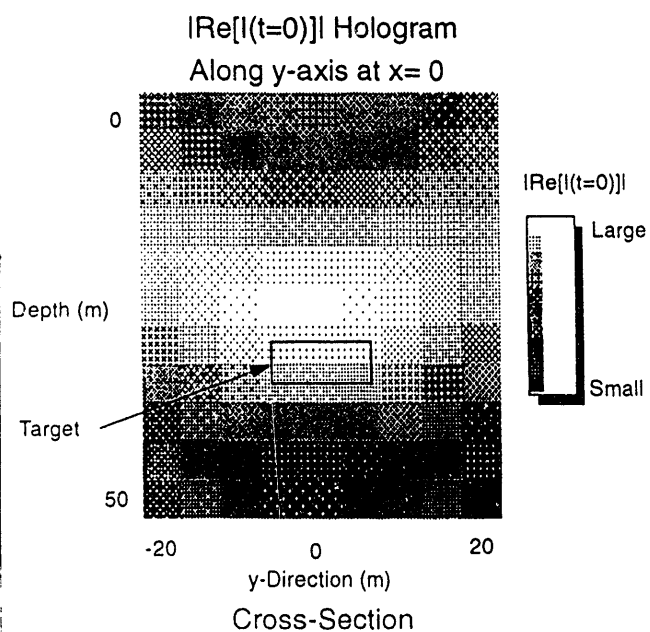 |Re[I(t=0)]| Hologram
Along y-axis at x= 0
0
|Re[I(t=0)]|
Large
Depth (m)
Small
Target
50
-20
0
20
y-Direction (m)
Cross-Section